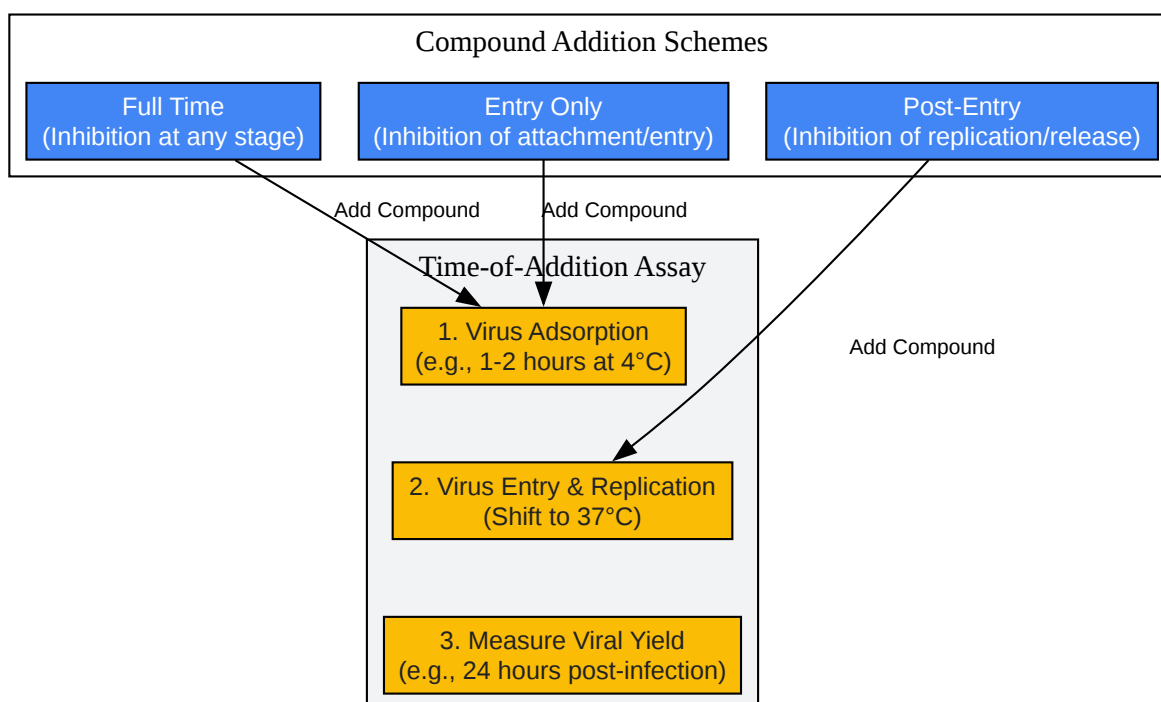 Compound Addition Schemes
Full Time
(Inhibition at any stage)
Entry Only
(Inhibition of attachment/entry)
Post-Entry
(Inhibition of replication/release)
Add Compound
Add Compound
Time-of-Addition Assay
1. Virus Adsorption
(e.g., 1-2 hours at 4°C)
Add Compound
2. Virus Entry & Replication
(Shift to 37°C)
3. Measure Viral Yield
(e.g., 24 hours post-infection)